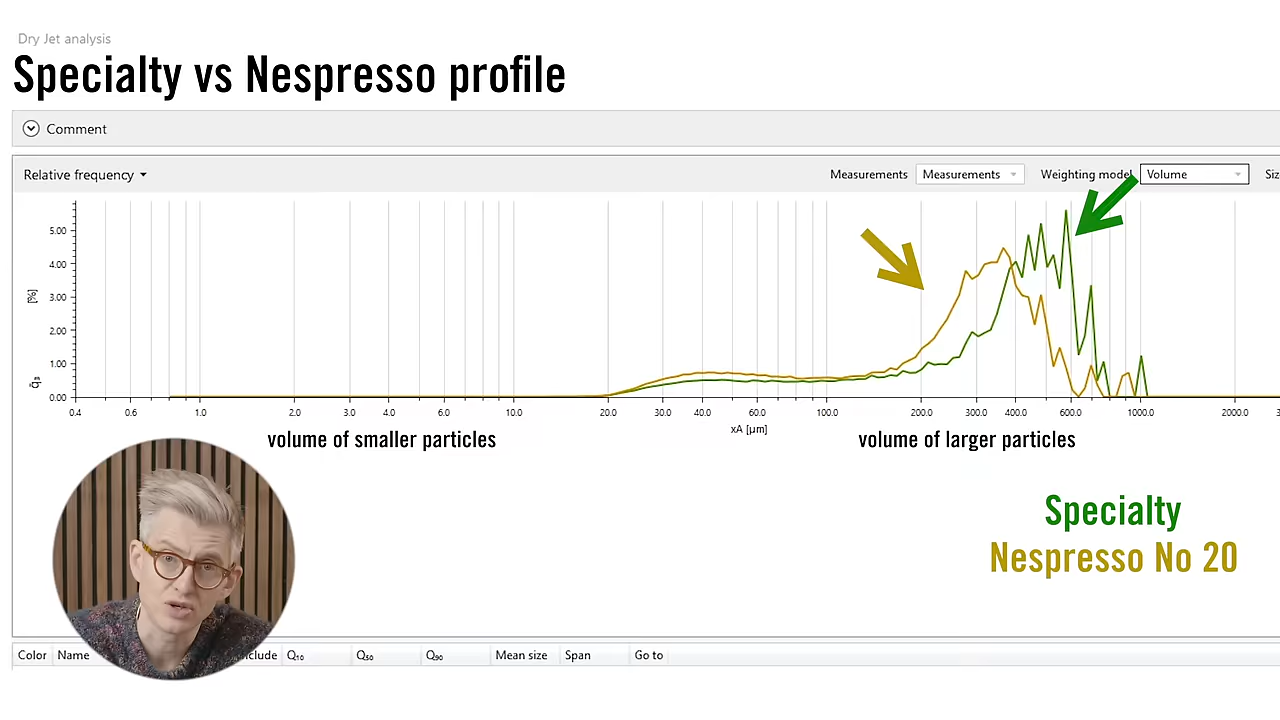 Dry Jet analysis
Specialty vs Nespresso profile
Comment
Relative frequency
Measurements Measurements Weighting model Volume
5.00
4.00
3.00
2.00
1.00
0.00
[%]
q̄₃
0.4 0.6 1.0 2.0 3.0 4.0 6.0 10.0 20.0 30.0 40.0 60.0 100.0 200.0 300.0 400.0 600.0 1000.0 2000.0
xA [µm]
volume of smaller particles volume of larger particles
Specialty
Nespresso No 20
Color Name Q₁₀ Q₅₀ Q₉₀ Mean size Span Go to